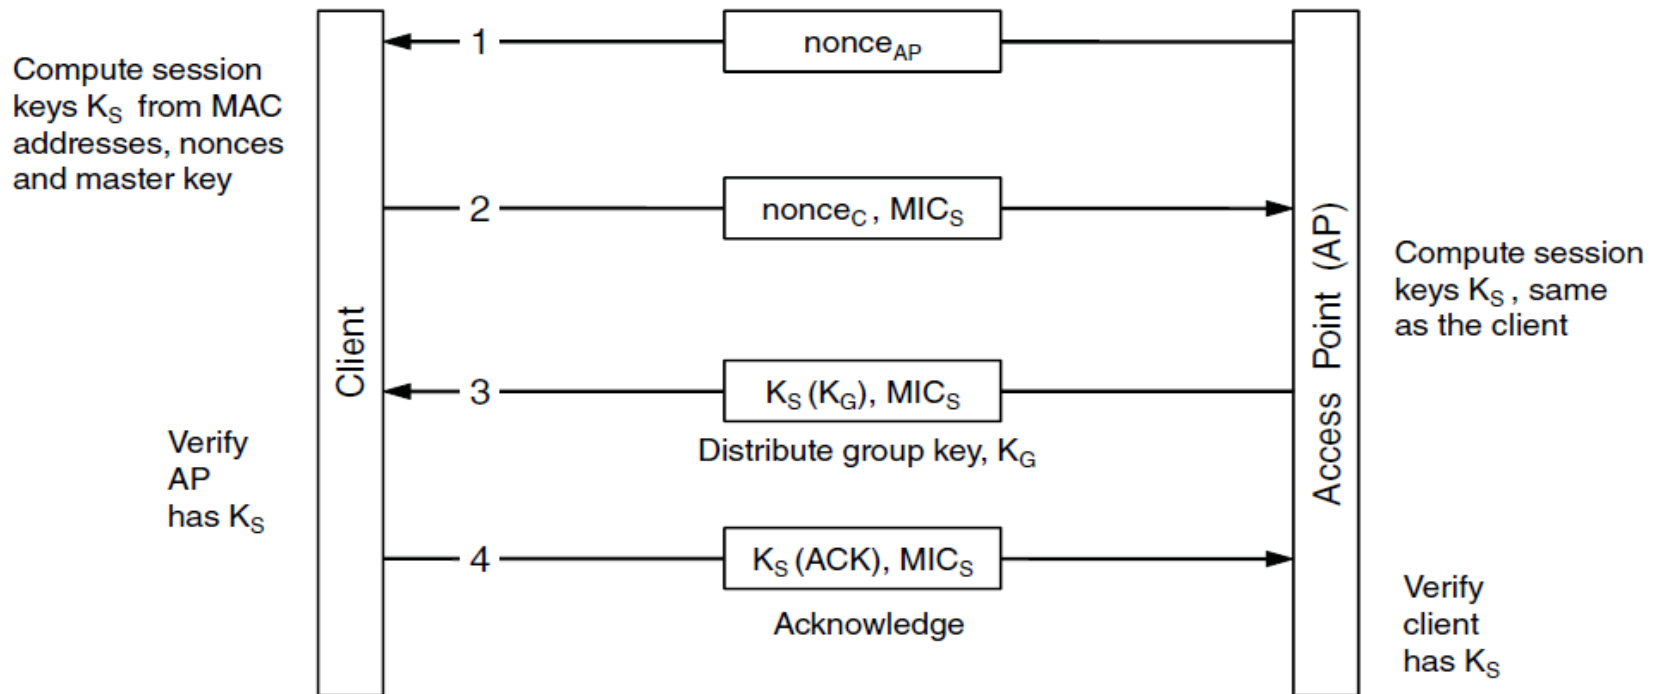 1
nonce_AP
Compute session
keys K_S from MAC
addresses, nonces
and master key
2
nonce_C, MIC_S
Client
Access Point (AP)
Compute session
keys K_S, same
as the client
3
K_S (K_G), MIC_S
Distribute group key, K_G
Verify
AP
has K_S
4
K_S (ACK), MIC_S
Acknowledge
Verify
client
has K_S